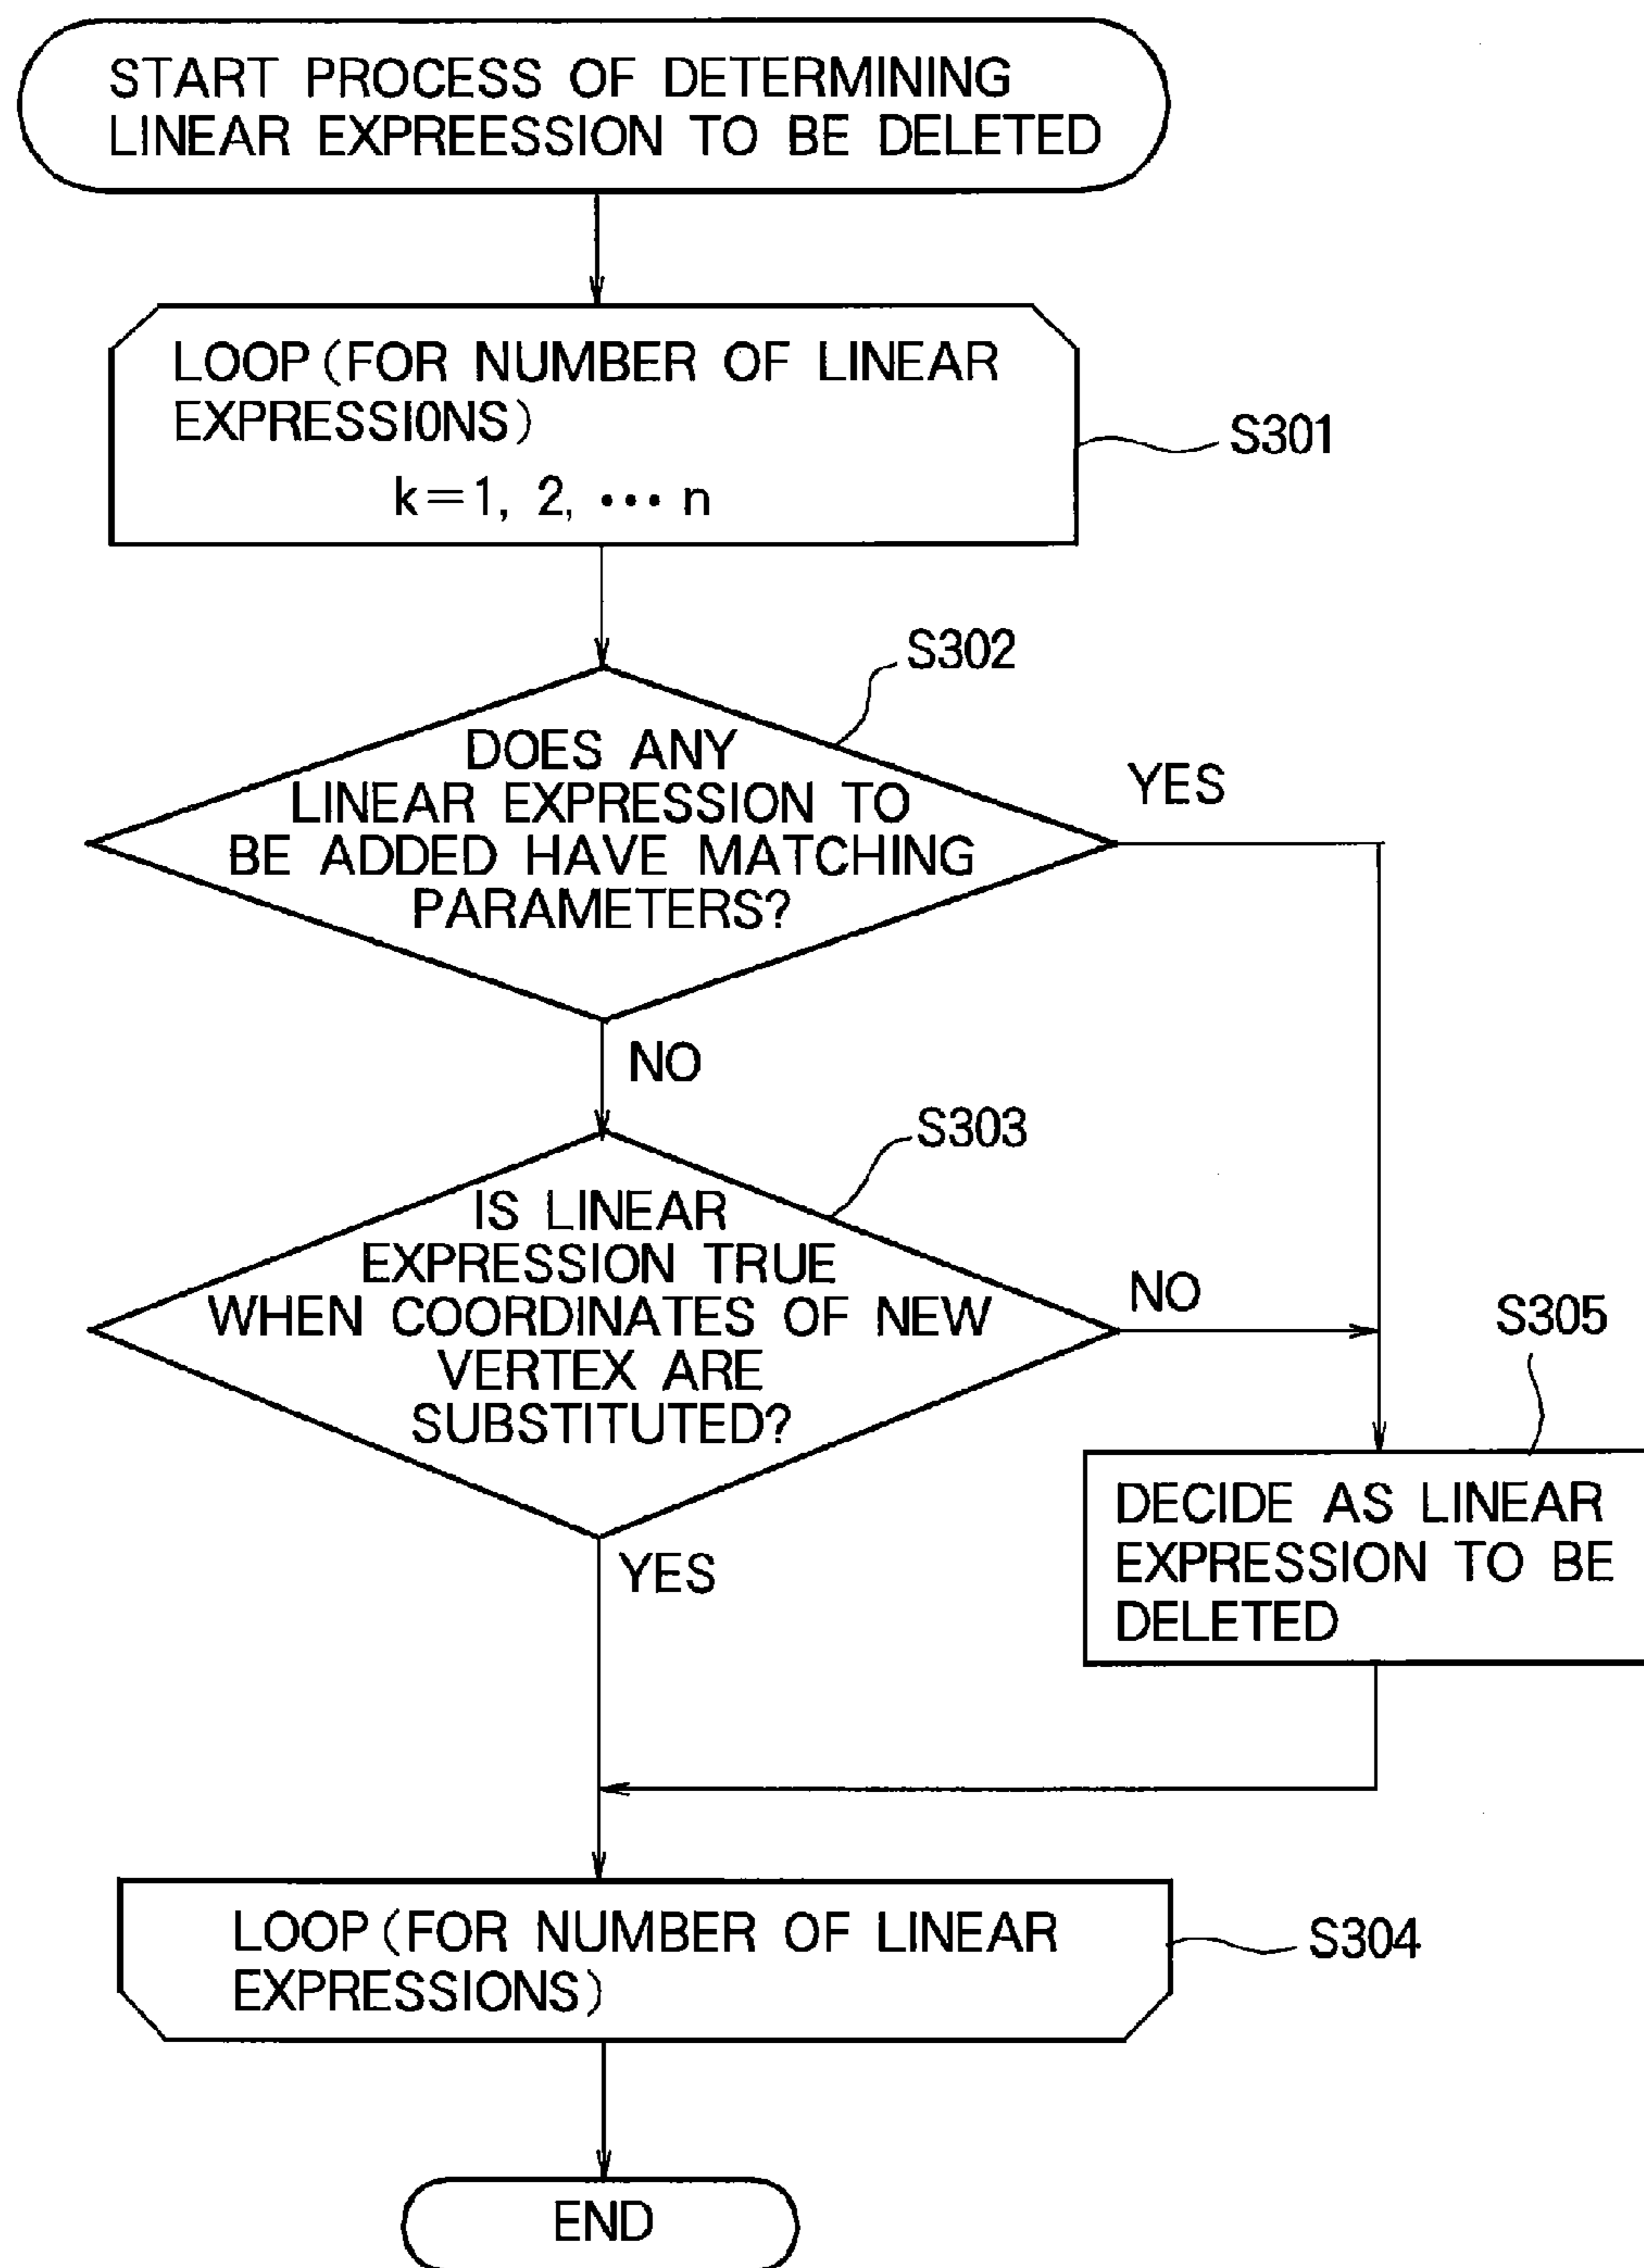 START PROCESS OF DETERMINING
LINEAR EXPREESSION TO BE DELETED
LOOP(FOR NUMBER OF LINEAR
EXPRESSIONS)
k=1, 2, ••• n
S301
S302
DOES ANY
LINEAR EXPRESSION TO
BE ADDED HAVE MATCHING
PARAMETERS?
YES
NO
S303
IS LINEAR
EXPRESSION TRUE
WHEN COORDINATES OF NEW
VERTEX ARE
SUBSTITUTED?
NO
YES
S305
DECIDE AS LINEAR
EXPRESSION TO BE
DELETED
LOOP(FOR NUMBER OF LINEAR
EXPRESSIONS)
S304
END